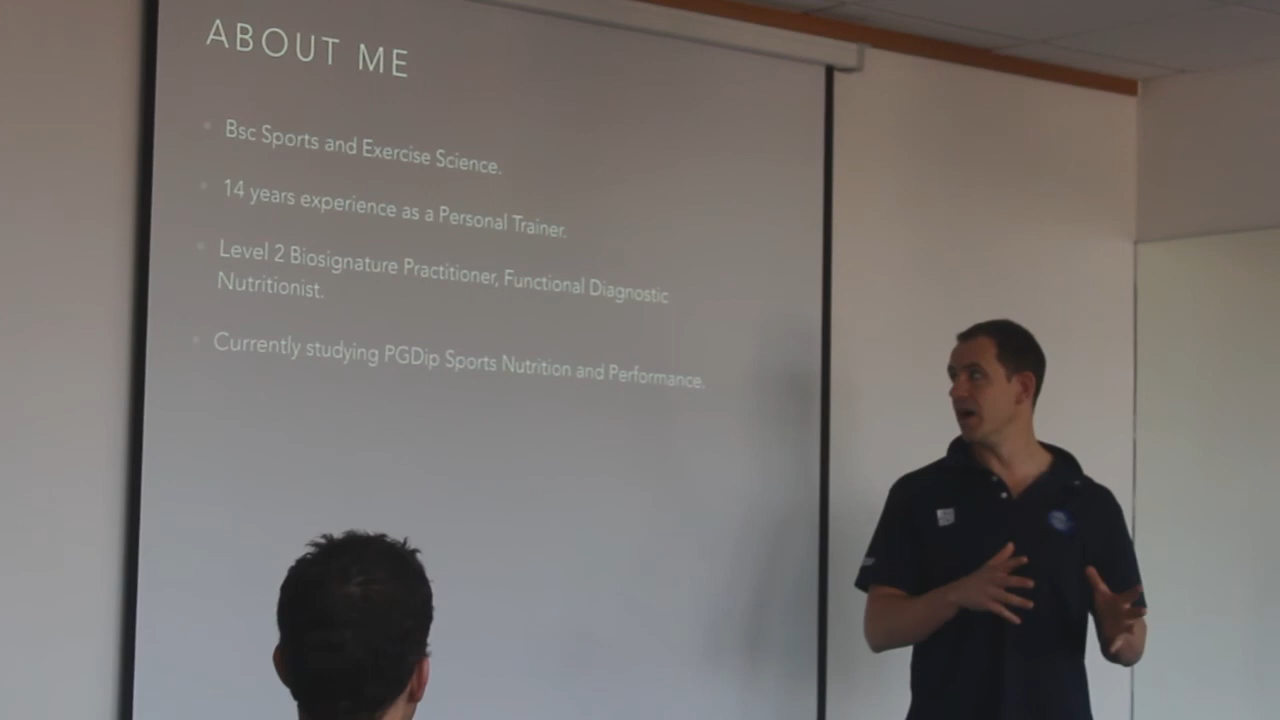 ABOUT ME
Bsc Sports and Exercise Science.
14 years experience as a Personal Trainer.
Level 2 Biosignature Practitioner, Functional Diagnostic
Nutritionist.
Currently studying PGDip Sports Nutrition and Performance.